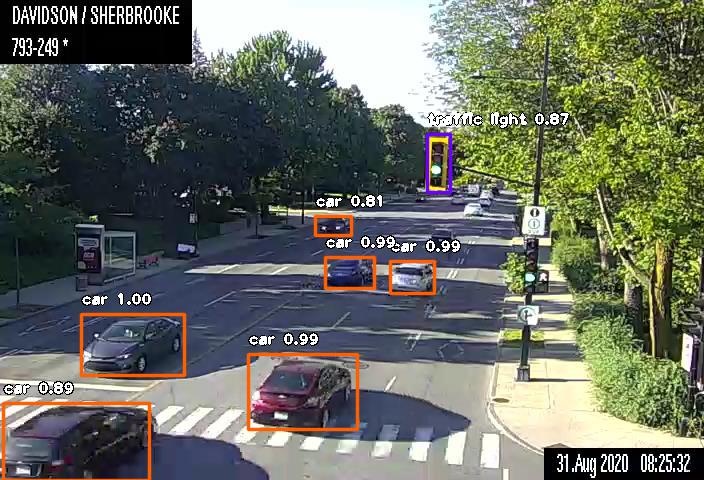 DAVIDSON / SHERBROOKE
793-249 *
traffic light 0.87
car 0.81
car 0.99
car 0.99
car 1.00
car 0.99
car 0.89
31.Aug 2020 08:25:32